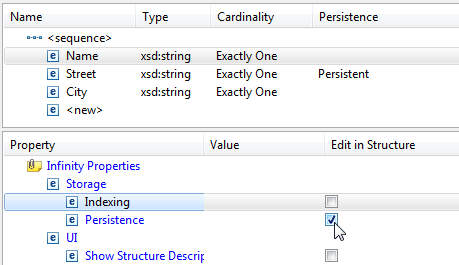 Name Type Cardinality Persistence
<sequence>
e Name xsd:string Exactly One
e Street xsd:string Exactly One Persistent
e City xsd:string Exactly One
e <new>
Property Value Edit in Structure
Infinity Properties
e Storage
e Indexing
e Persistence
e UI
e Show Structure Descrip